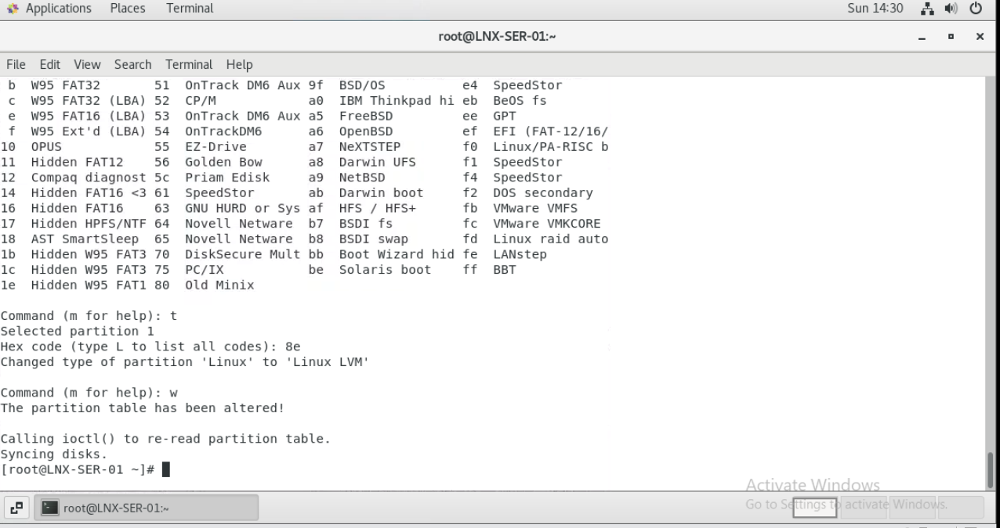 Applications Places Terminal Sun 14:30
root@LNX-SER-01:~
File Edit View Search Terminal Help
b W95 FAT32 51 OnTrack DM6 Aux 9f BSD/OS e4 SpeedStor
c W95 FAT32 (LBA) 52 CP/M a0 IBM Thinkpad hi eb BeOS fs
e W95 FAT16 (LBA) 53 OnTrack DM6 Aux a5 FreeBSD ee GPT
f W95 Ext'd (LBA) 54 OnTrackDM6 a6 OpenBSD ef EFI (FAT-12/16/
10 OPUS 55 EZ-Drive a7 NeXTSTEP f0 Linux/PA-RISC b
11 Hidden FAT12 56 Golden Bow a8 Darwin UFS f1 SpeedStor
12 Compaq diagnost 5c Priam Edisk a9 NetBSD f4 SpeedStor
14 Hidden FAT16 <3 61 SpeedStor ab Darwin boot f2 DOS secondary
16 Hidden FAT16 63 GNU HURD or Sys af HFS / HFS+ fb VMware VMFS
17 Hidden HPFS/NTF 64 Novell Netware b7 BSDI fs fc VMware VMKCORE
18 AST SmartSleep 65 Novell Netware b8 BSDI swap fd Linux raid auto
1b Hidden W95 FAT3 70 DiskSecure Mult bb Boot Wizard hid fe LANstep
1c Hidden W95 FAT3 75 PC/IX be Solaris boot ff BBT
1e Hidden W95 FAT1 80 Old Minix
Command (m for help): t
Selected partition 1
Hex code (type L to list all codes): 8e
Changed type of partition 'Linux' to 'Linux LVM'
Command (m for help): w
The partition table has been altered!
Calling ioctl() to re-read partition table.
Syncing disks.
[root@LNX-SER-01 ~]#
Activate Windows
Go to Settings to activate Windows.
root@LNX-SER-01:~